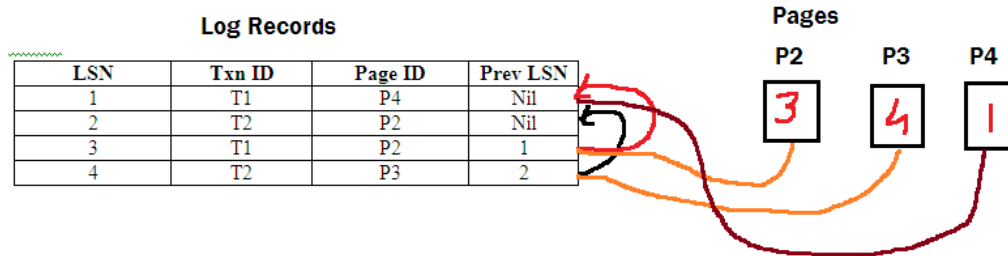 Log Records
Pages
P2 P3 P4
LSN Txn ID Page ID Prev LSN
1 T1 P4 Nil
2 T2 P2 Nil
3 T1 P2 1
4 T2 P3 2
3 4 1